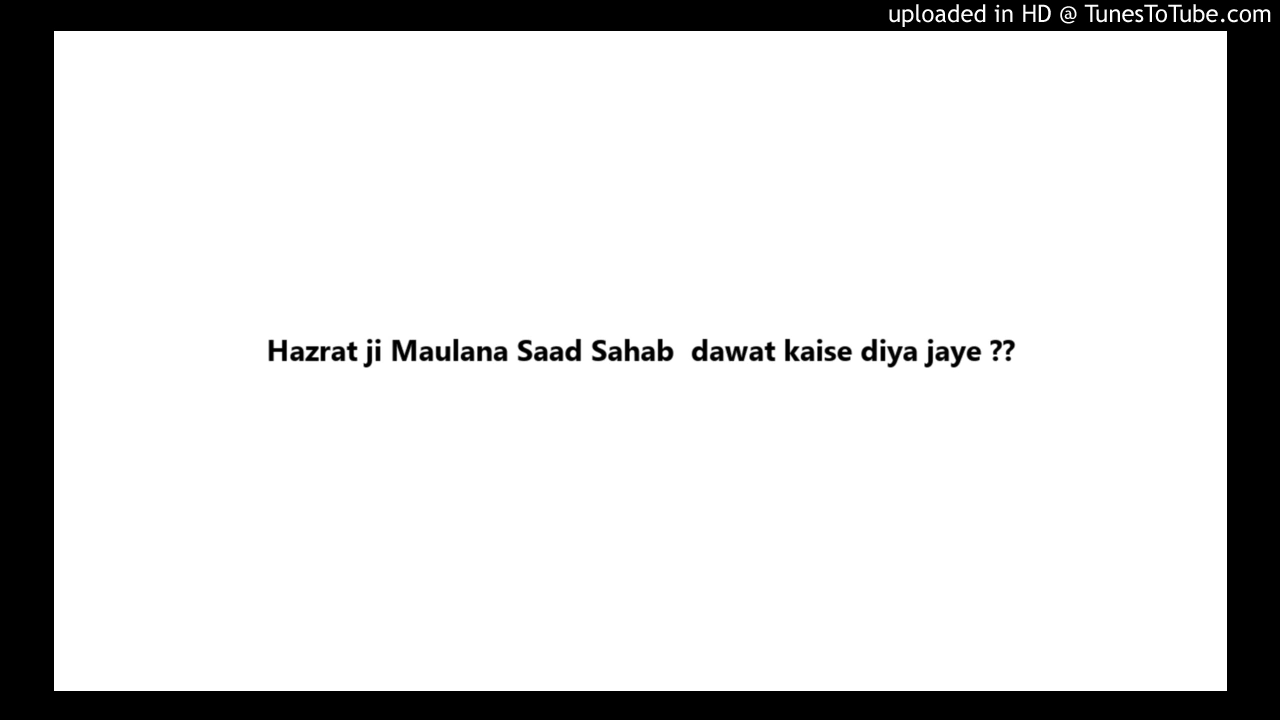 uploaded in HD @ TunesToTube.com
Hazrat ji Maulana Saad Sahab  dawat kaise diya jaye ??